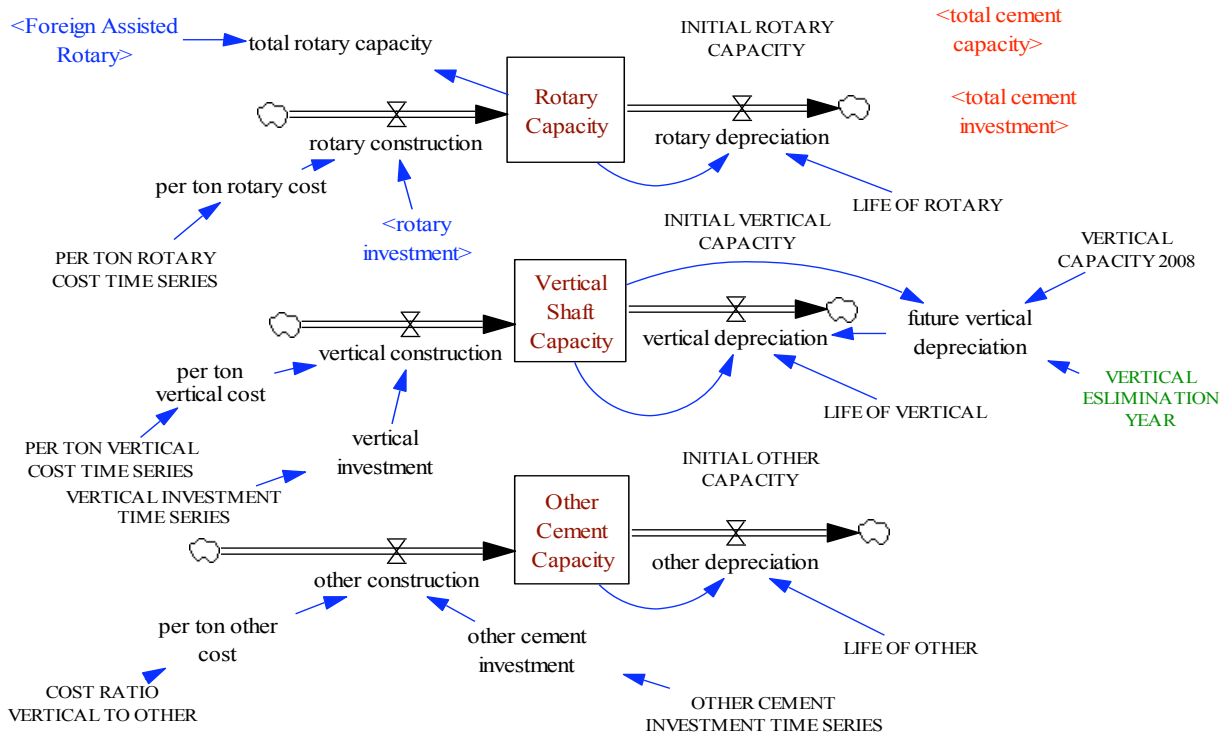 <Foreign Assisted
Rotary>
total rotary capacity
INITIAL ROTARY
CAPACITY
<total cement
capacity>
Rotary
Capacity
<total cement
investment>
rotary construction
rotary depreciation
per ton rotary cost
LIFE OF ROTARY
<rotary
investment>
PER TON ROTARY
COST TIME SERIES
INITIAL VERTICAL
CAPACITY
VERTICAL
CAPACITY 2008
Vertical
Shaft
Capacity
vertical construction
vertical depreciation
future vertical
depreciation
per ton
vertical cost
LIFE OF VERTICAL
VERTICAL
ESLIMINATION
YEAR
PER TON VERTICAL
COST TIME SERIES
vertical
investment
VERTICAL INVESTMENT
TIME SERIES
INITIAL OTHER
CAPACITY
Other
Cement
Capacity
other construction
other depreciation
per ton other
cost
other cement
investment
LIFE OF OTHER
COST RATIO
VERTICAL TO OTHER
OTHER CEMENT
INVESTMENT TIME SERIES